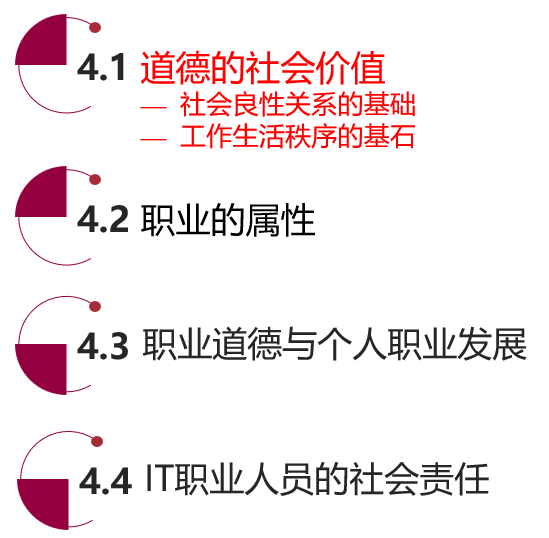 4.1 道德的社会价值
— 社会良性关系的基础
— 工作生活秩序的基石
4.2 职业的属性
4.3 职业道德与个人职业发展
4.4 IT职业人员的社会责任